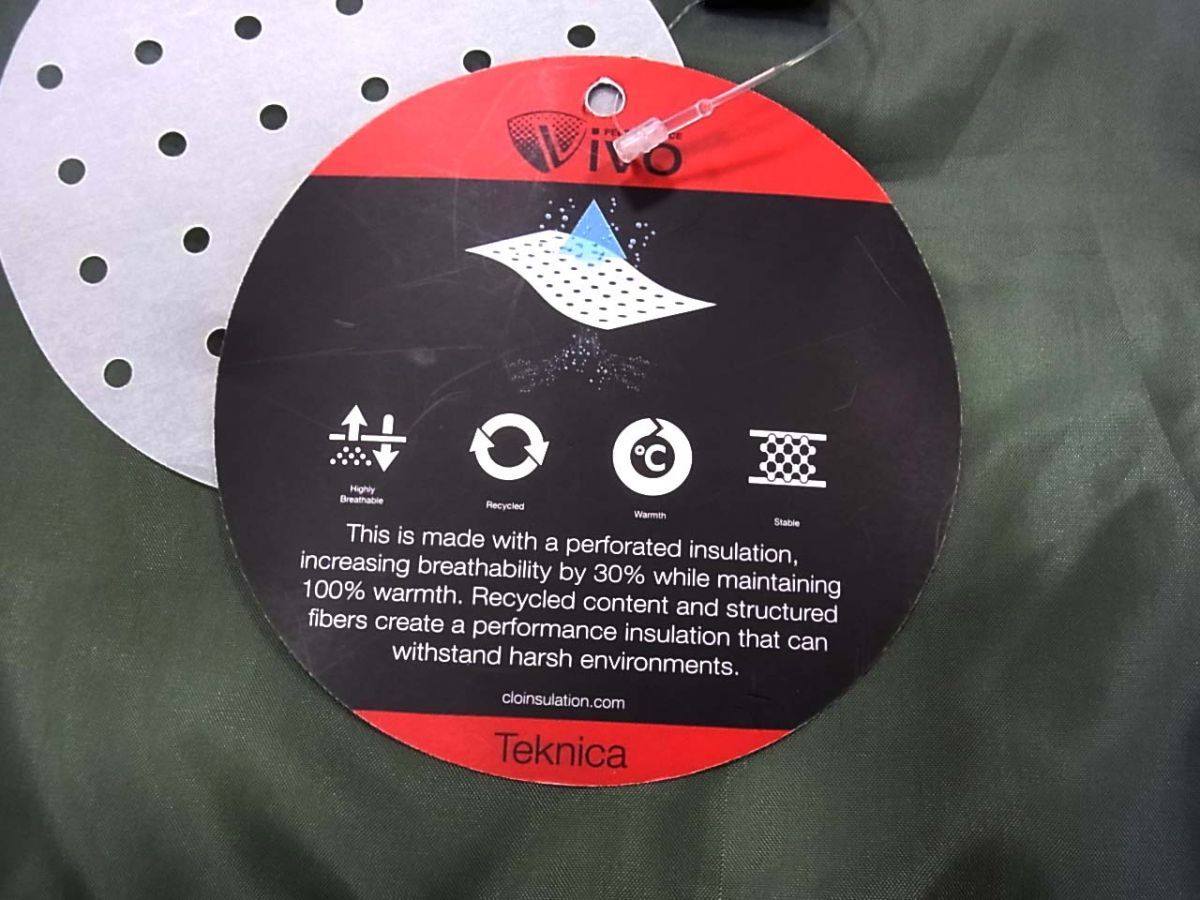 Vivo
Highly
Breathable
Recycled
°C
Warmth
Stable
This is made with a perforated insulation,
increasing breathability by 30% while maintaining
100% warmth. Recycled content and structured
fibers create a performance insulation that can
withstand harsh environments.
cloinsulation.com
Teknica